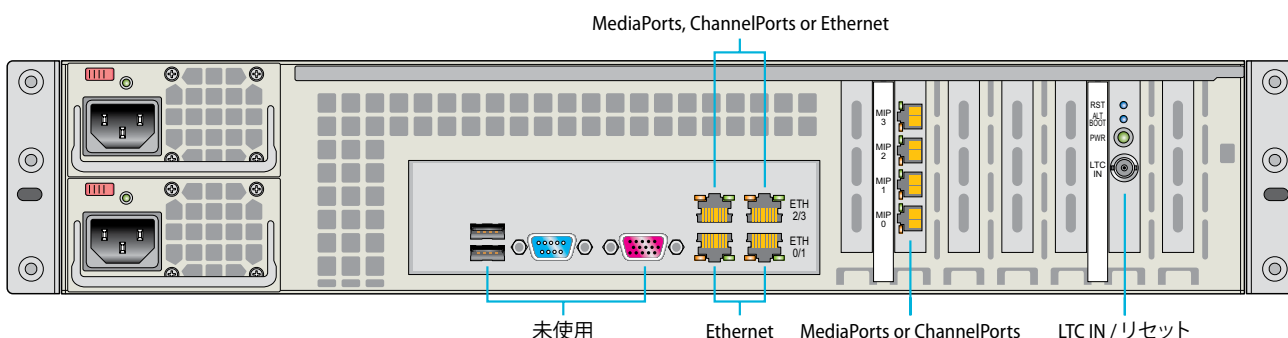 MediaPorts, ChannelPorts or Ethernet
MIP
3
MIP
2
MIP
1
MIP
0
RST
ALT
BOOT
PWR
LTC
IN
ETH
2/3
ETH
0/1
未使用
Ethernet
MediaPorts or ChannelPorts
LTC IN / リセット